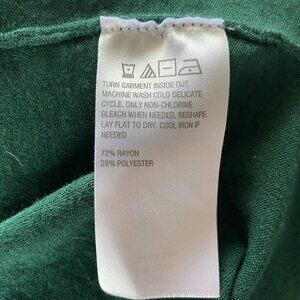 TURN GARMENT INSIDE OUT.
MACHINE WASH COLD DELICATE
CYCLE. ONLY NON-CHLORINE
BLEACH WHEN NEEDED. RESHAPE.
LAY FLAT TO DRY. COOL IRON IF
NEEDED
72% RAYON
28% POLYESTER